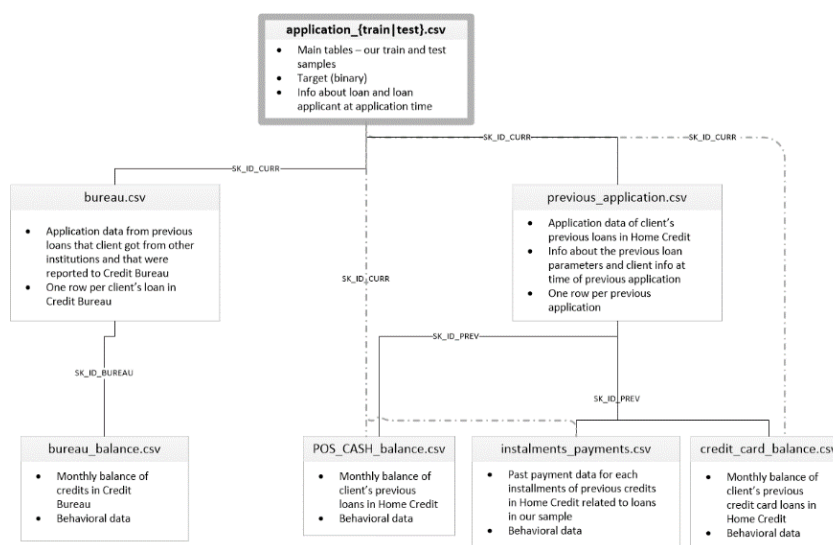 application_{train|test}.csv
• Main tables – our train and test
samples
• Target (binary)
• Info about loan and loan
applicant at application time
SK_ID_CURR
SK_ID_CURR
SK_ID_CURR
bureau.csv
• Application data from previous
loans that client got from other
institutions and that were
reported to Credit Bureau
• One row per client's loan in
Credit Bureau
previous_application.csv
• Application data of client's
previous loans in Home Credit
• Info about the previous loan
parameters and client info at
time of previous application
• One row per previous
application
SK_ID_CURR
SK_ID_PREV
SK_ID_BUREAU
SK_ID_PREV
bureau_balance.csv
• Monthly balance of
credits in Credit
Bureau
• Behavioral data
POS_CASH_balance.csv
• Monthly balance of
client's previous
loans in Home Credit
• Behavioral data
instalments_payments.csv
• Past payment data for each
installments of previous credits
in Home Credit related to loans
in our sample
• Behavioral data
credit_card_balance.csv
• Monthly balance of
client's previous
credit card loans in
Home Credit
• Behavioral data